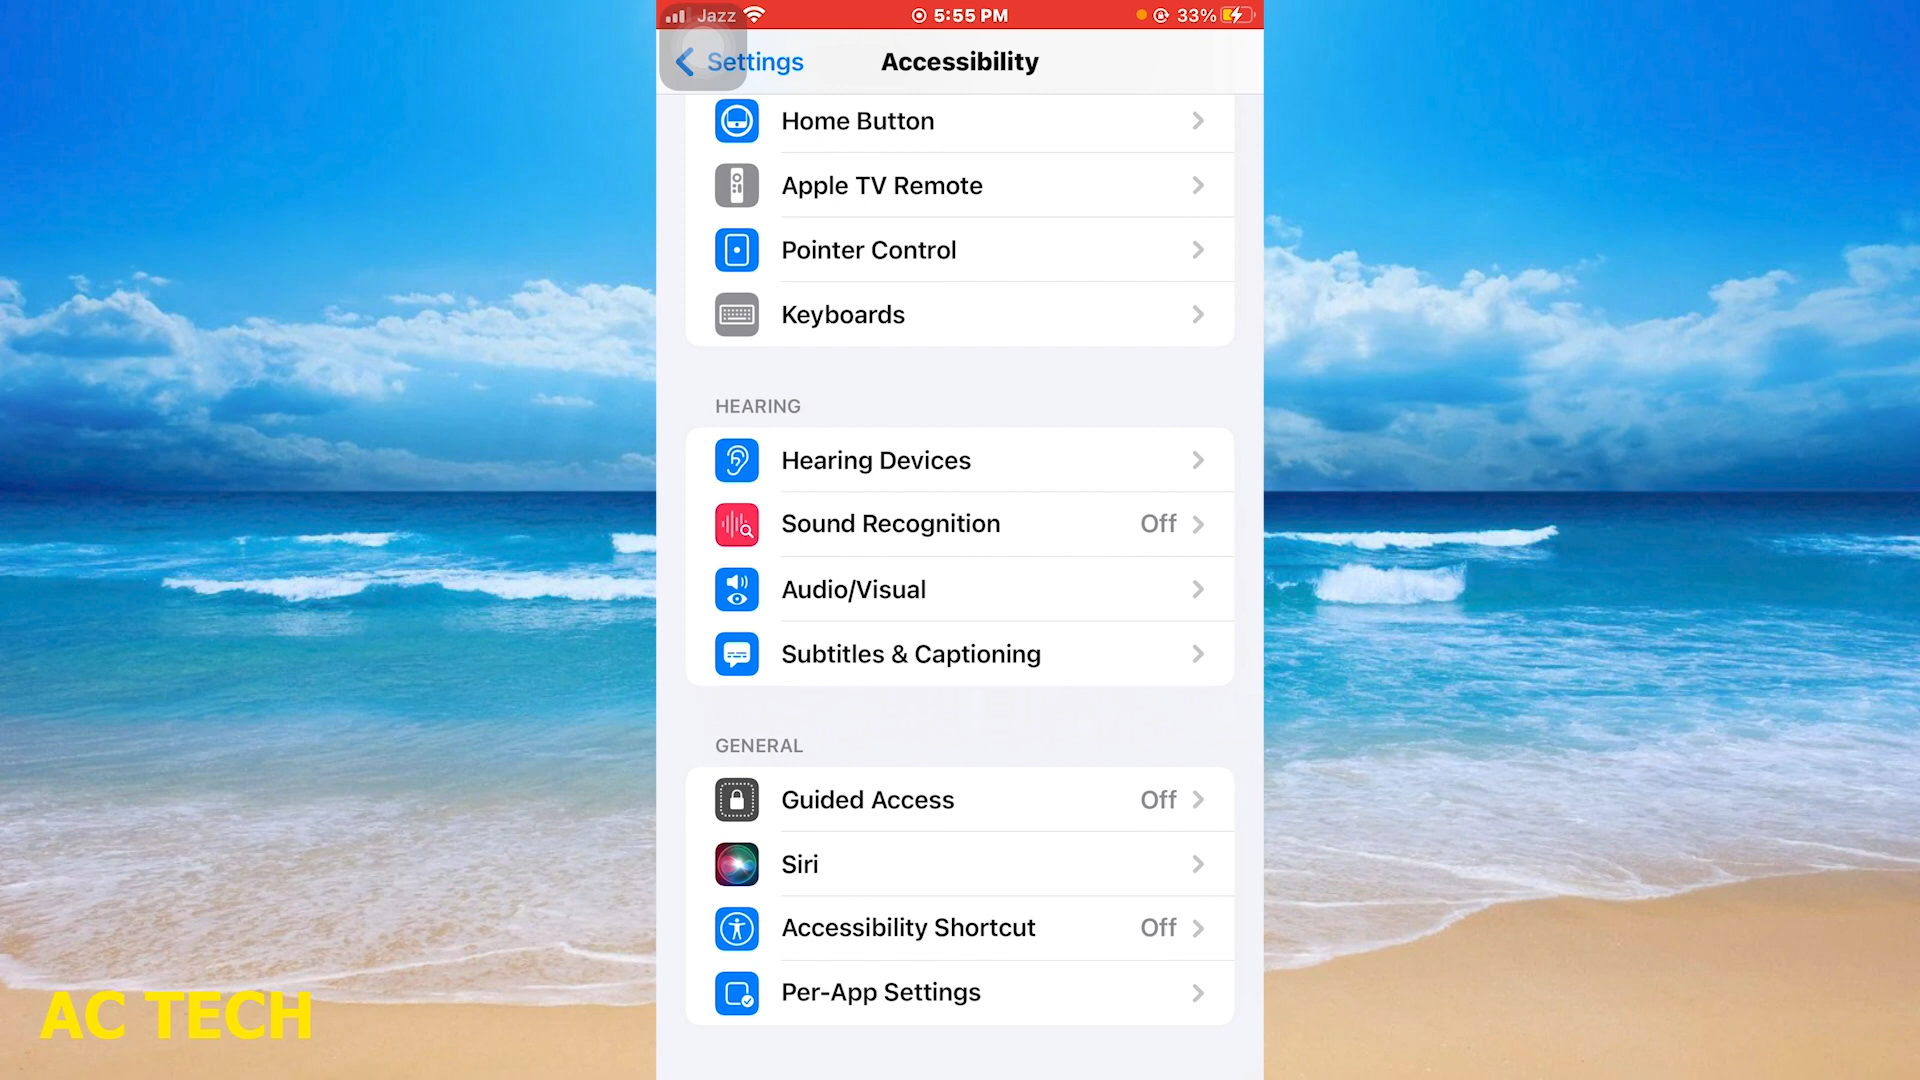 Jazz 5:55 PM 33%
Settings Accessibility
Home Button
Apple TV Remote
Pointer Control
Keyboards
HEARING
Hearing Devices
Sound Recognition Off
Audio/Visual
Subtitles & Captioning
GENERAL
Guided Access Off
Siri
Accessibility Shortcut Off
Per-App Settings
AC TECH